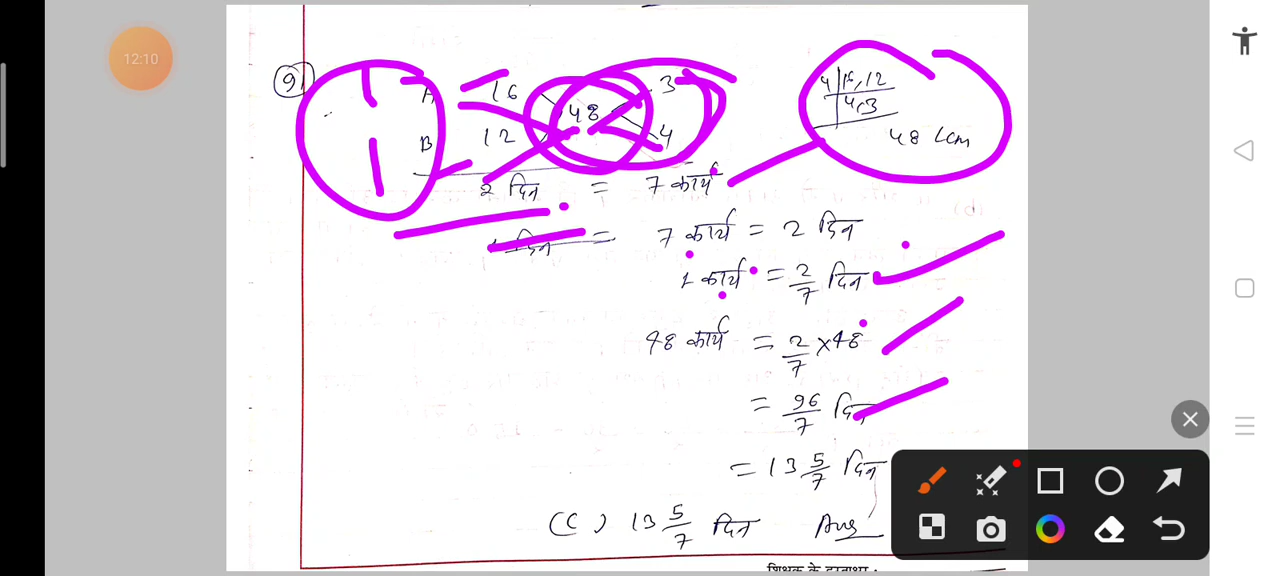 12:10
9) A 16 48 3 4 | 16, 12
4, 3
B 12 4 48 Lcm
2 दिन = 7 कार्य
1 दिन = 7 कार्य = 2 दिन
1 कार्य = 2/7 दिन
48 कार्य = 2/7 × 48
= 96/7 दिन
= 13 5/7 दिन
(C) 13 5/7 दिन Ans